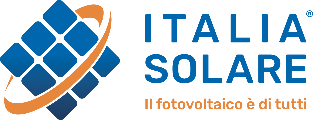 ITALIA®
SOLARE
Il fotovoltaico è di tutti